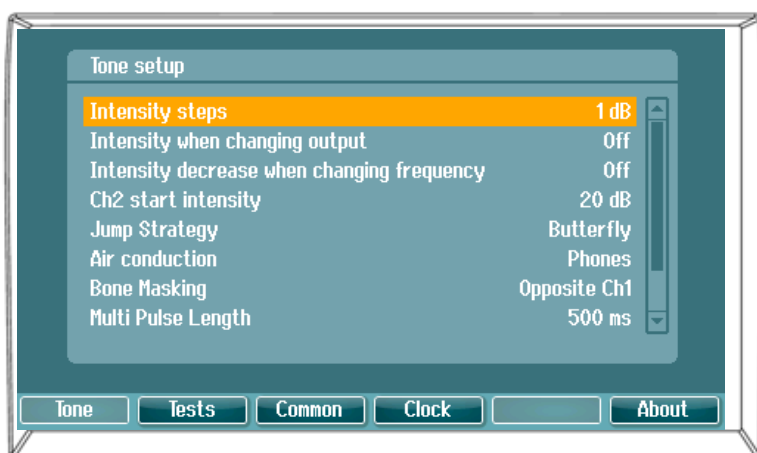 Tone setup
Intensity steps 1 dB
Intensity when changing output Off
Intensity decrease when changing frequency Off
Ch2 start intensity 20 dB
Jump Strategy Butterfly
Air conduction Phones
Bone Masking Opposite Ch1
Multi Pulse Length 500 ms
Tone Tests Common Clock About